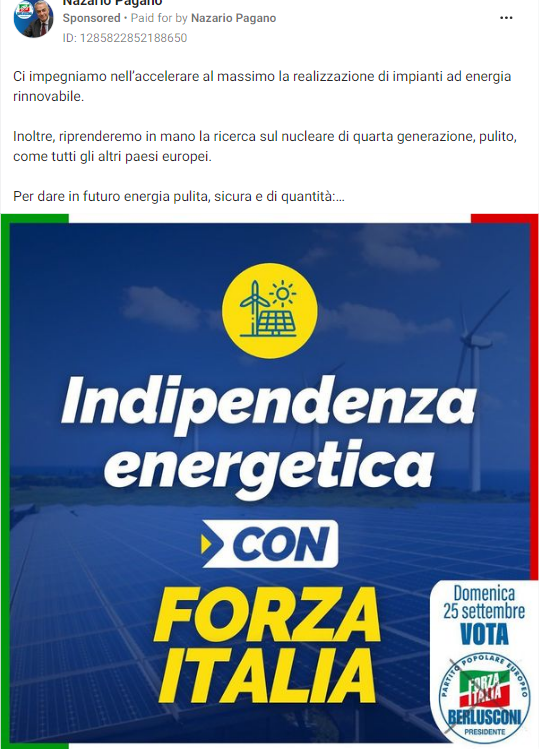 Nazario Pagano
Sponsored • Paid for by Nazario Pagano
ID: 1285822852188650
Ci impegniamo nell'accelerare al massimo la realizzazione di impianti ad energia
rinnovabile.
Inoltre, riprenderemo in mano la ricerca sul nucleare di quarta generazione, pulito,
come tutti gli altri paesi europei.
Per dare in futuro energia pulita, sicura e di quantità:...
Indipendenza
energetica
CON
FORZA
ITALIA
Domenica
25 settembre
VOTA
PARTITO POPOLARE EUROPEO
FORZA
ITALIA
BERLUSCONI
PRESIDENTE